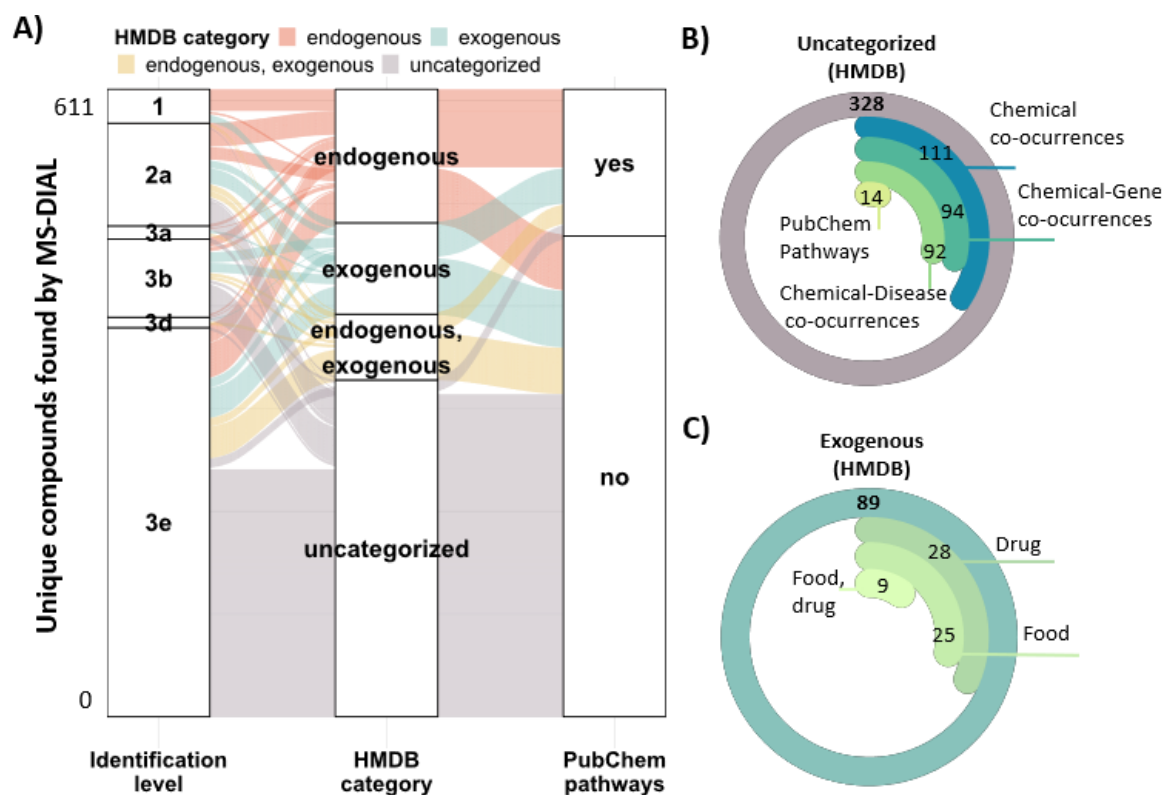 A)
HMDB category endogenous exogenous
endogenous, exogenous uncategorized
611
0
Unique compounds found by MS-DIAL
1
2a
3a
3b
3d
3e
endogenous
exogenous
endogenous,
exogenous
uncategorized
yes
no
Identification
level
HMDB
category
PubChem
pathways
B)
Uncategorized
(HMDB)
328
111
94
92
14
Chemical
co-ocurrences
Chemical-Gene
co-ocurrences
PubChem
Pathways
Chemical-Disease
co-ocurrences
C)
Exogenous
(HMDB)
89
28
25
9
Drug
Food,
drug
Food